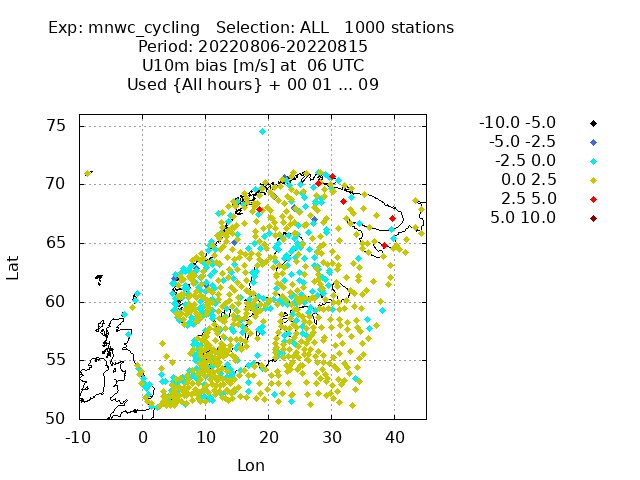 Exp: mnwc_cycling   Selection: ALL   1000 stations
Period: 20220806-20220815
U10m bias [m/s] at  06 UTC
Used {All hours} + 00 01 ... 09
-10.0 -5.0
-5.0 -2.5
-2.5 0.0
0.0 2.5
2.5 5.0
5.0 10.0
75
70
65
60
55
50
Lat
-10 0 10 20 30 40
Lon